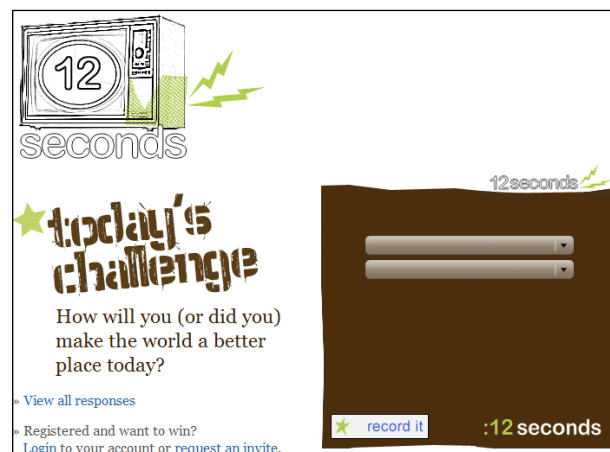 12
seconds
12seconds
today's
challenge
How will you (or did you)
make the world a better
place today?
» View all responses
» Registered and want to win?
Login to your account or request an invite.
record it
:12 seconds